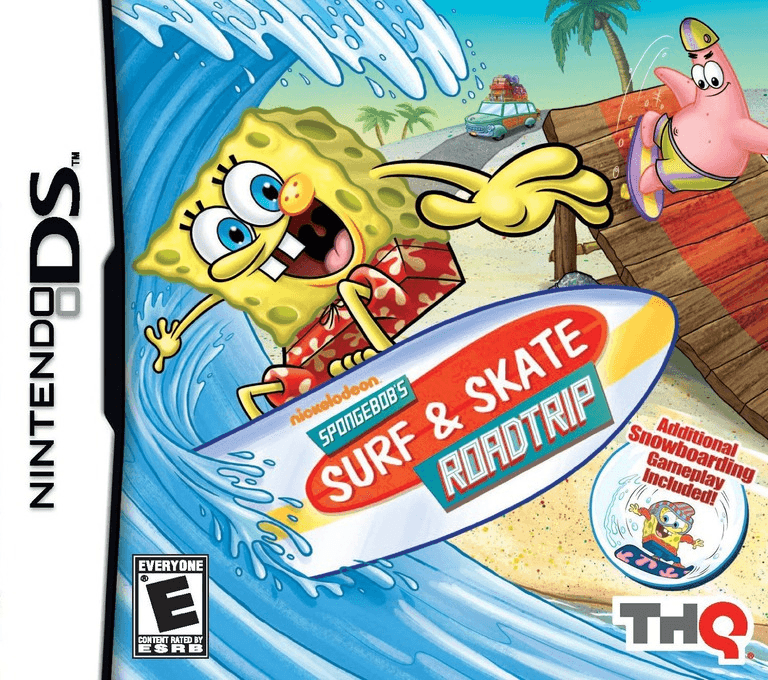 NINTENDO DS™
nickelodeon
SPONGEBOB'S
SURF & SKATE
ROADTRIP
Additional
Snowboarding
Gameplay
Included!
EVERYONE
E
®
CONTENT RATED BY
ESRB
THQ®